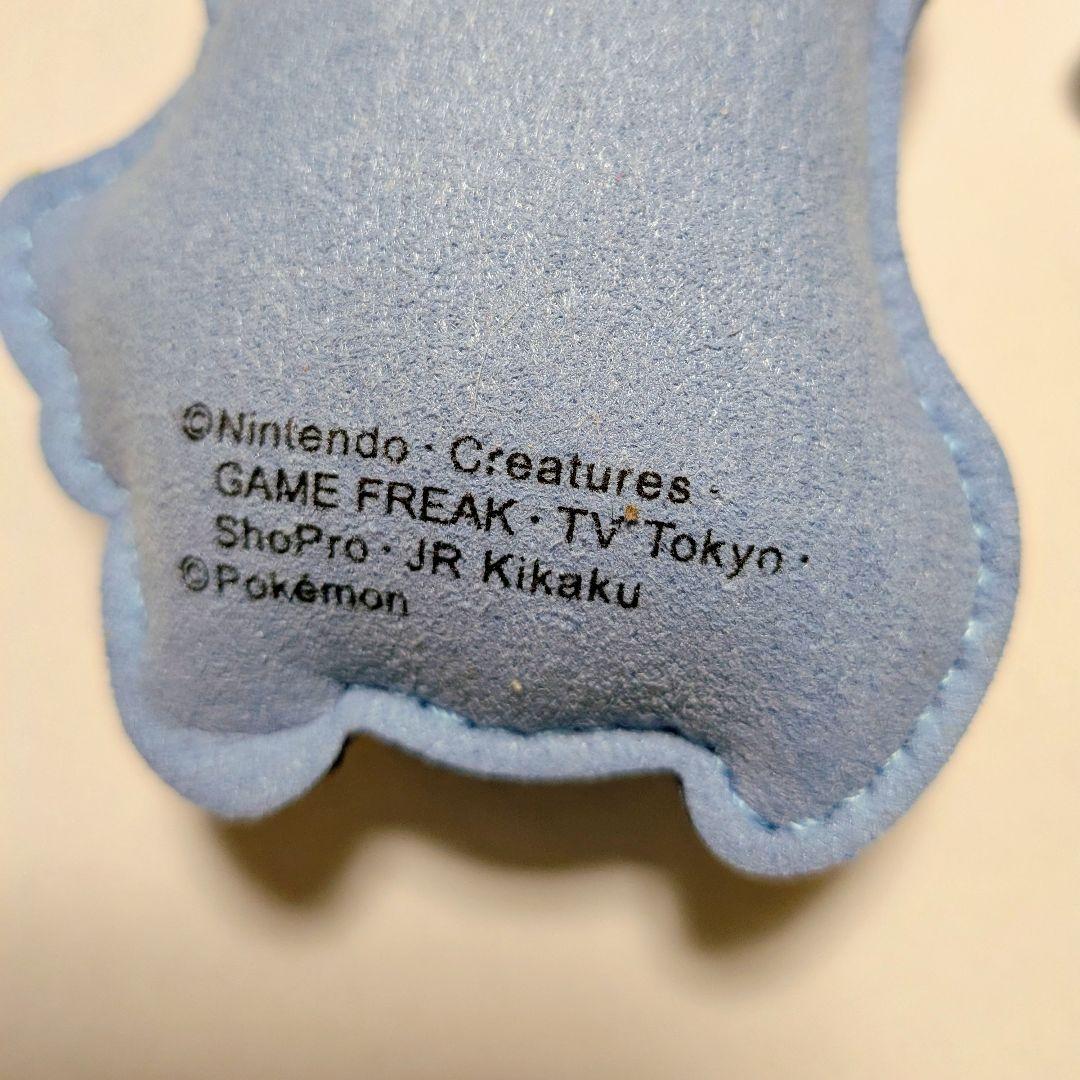 ©Nintendo · Creatures ·
GAME FREAK · TV Tokyo ·
ShoPro · JR Kikaku
©Pokémon